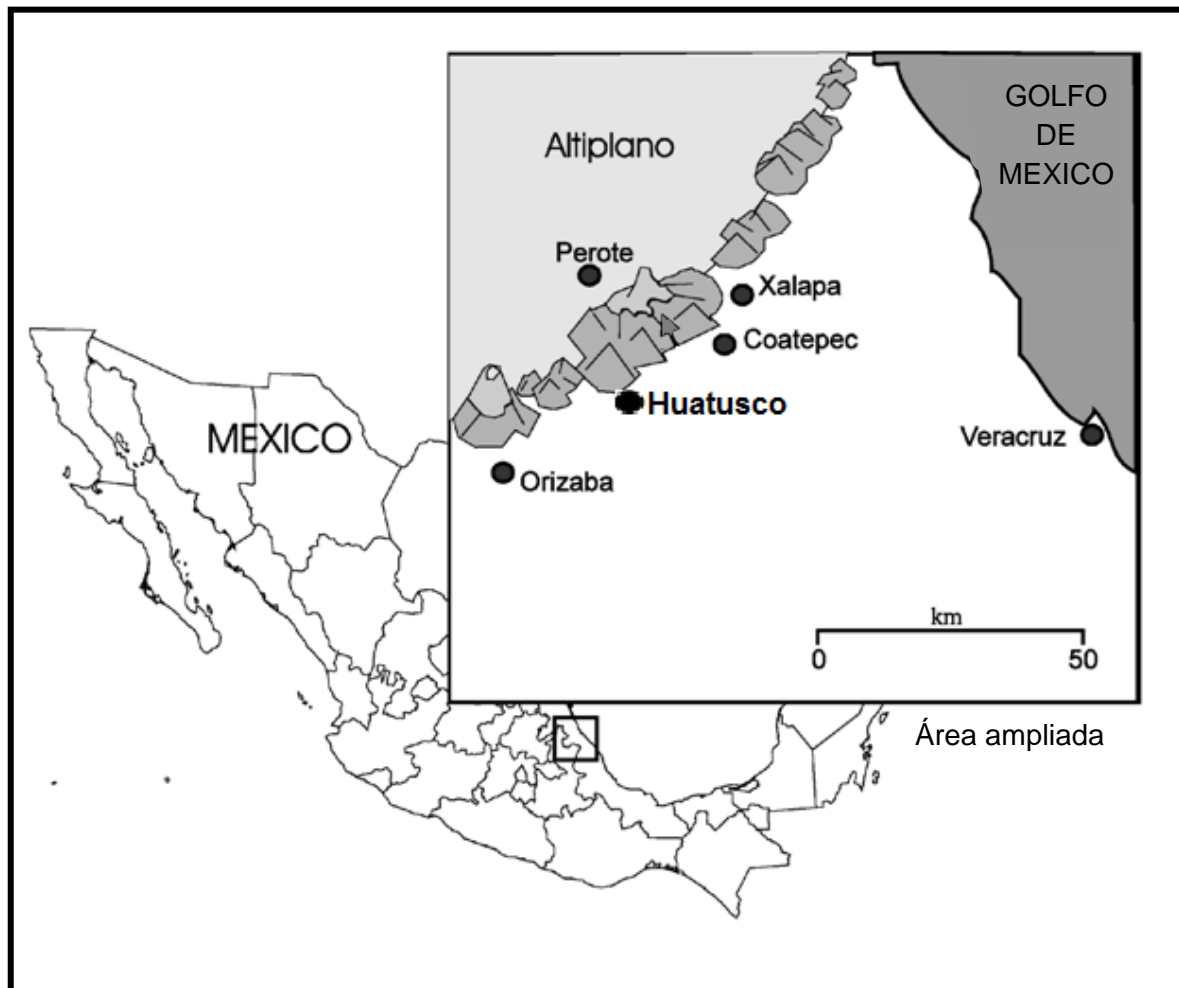 GOLFO
DE
MEXICO
Altiplano
Perote
Xalapa
Coatepec
Huatusco
MEXICO
Veracruz
Orizaba
km
0 50
Área ampliada